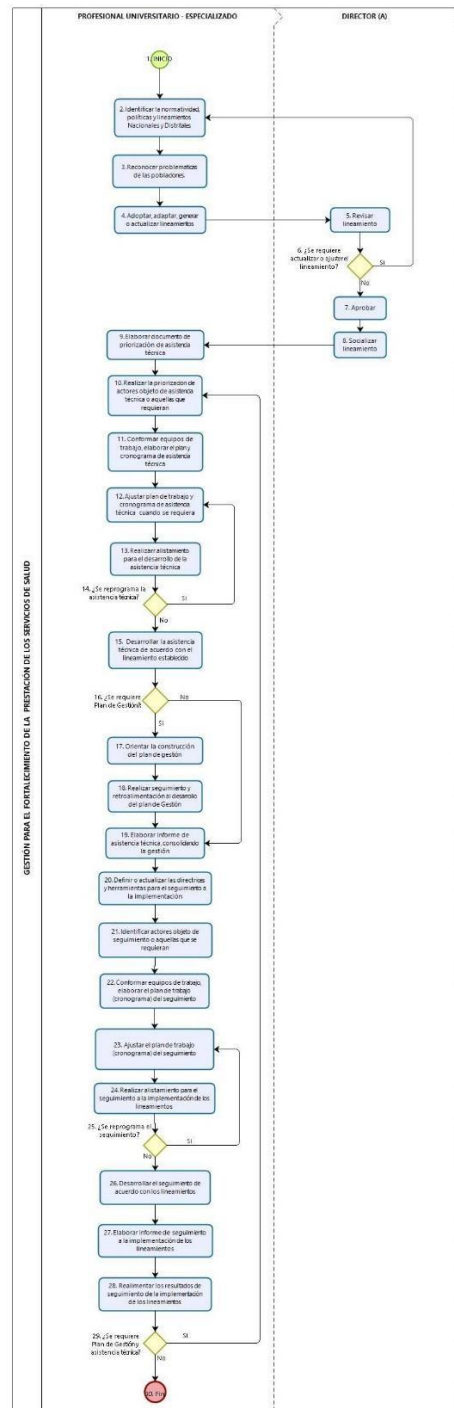 PROFESIONAL UNIVERSITARIO - ESPECIALIZADO
DIRECTOR (A)
GESTIÓN PARA EL FORTALECIMIENTO DE LA PRESTACIÓN DE LOS SERVICIOS DE SALUD
1. INICIO
2. Identificar la normatividad,
políticas y lineamientos
Nacionales y Distritales
3. Reconocer problemáticas
de las pobladores.
4. Adoptar, adaptar, generar
o actualizar lineamientos
5. Revisar
lineamiento
6. ¿Se requiere
actualizar o ajustar el
lineamiento?
Si
No
7. Aprobar
8. Socializar
lineamiento
9. Elaborar documento de
priorización de asistencia
técnica
10. Realizar la priorización de
actores objeto de asistencia
técnica o aquellas que
requieran
11. Conformar equipos de
trabajo, elaborar el plan y
cronograma de asistencia
técnica
12. Ajustar plan de trabajo y
cronograma de asistencia
técnica cuando se requiera
13. Realizar alistamiento
para el desarrollo de la
asistencia técnica
14. ¿Se reprograma la
asistencia técnica?
Si
No
15. Desarrollar la asistencia
técnica de acuerdo con el
lineamiento establecido
16. ¿Se requiere
Plan de Gestión?
No
Si
17. Orientar la construcción
del plan de gestión
18. Realizar seguimiento y
retroalimentación al desarrollo
del plan de Gestión
19. Elaborar informe de
asistencia técnica, consolidando
la gestión
20. Definir o actualizar las directrices
y herramientas para el seguimiento a
la implementación
21. Identificar actores objeto de
seguimiento o aquellas que se
requieran
22. Conformar equipos de trabajo,
elaborar el plan de trabajo
(cronograma) del seguimiento
23. Ajustar el plan de trabajo
(cronograma) del seguimiento
24. Realizar alistamiento para el
seguimiento a la implementación de los
lineamientos
25. ¿Se reprograma el
seguimiento?
Si
No
26. Desarrollar el seguimiento de
acuerdo con los lineamientos
27. Elaborar informe de seguimiento
a la implementación de los
lineamientos
28. Realimentar los resultados de
seguimiento de la implementación
de los lineamientos
29. ¿Se requiere
Plan de Gestión y
asistencia técnica?
Si
No
30. Fin